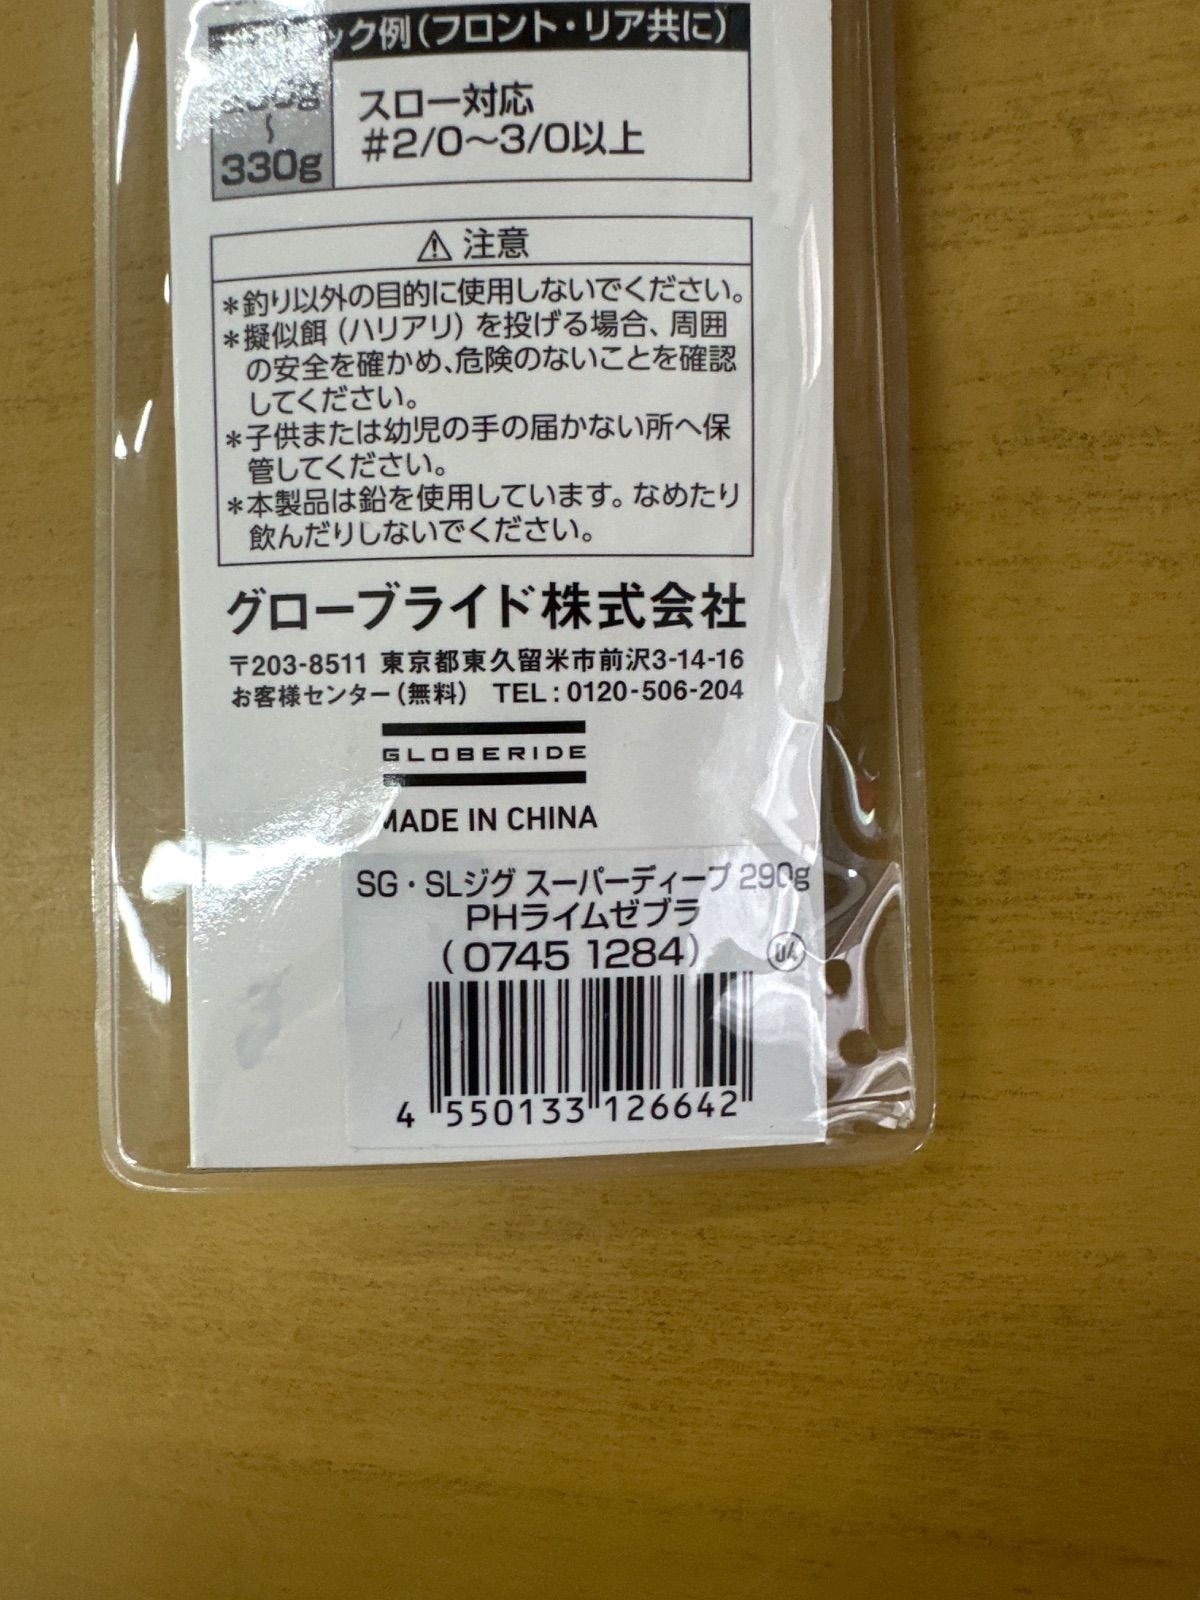 ック例(フロント・リア共に)
スロー対応
〜
#2/0〜3/0以上
330g
⚠ 注意
*釣り以外の目的に使用しないでください。
*擬似餌(ハリアリ)を投げる場合、周囲
の安全を確かめ、危険のないことを確認
してください。
*子供または幼児の手の届かない所へ保
管してください。
*本製品は鉛を使用しています。なめたり
飲んだりしないでください。
グローブライド株式会社
〒203-8511 東京都東久留米市前沢3-14-16
お客様センター(無料) TEL:0120-506-204
GLOBERIDE
MADE IN CHINA
SG・SLジグ スーパーディープ 290g
PHライムゼブラ
(0745 1284) 04
4 550133 126642